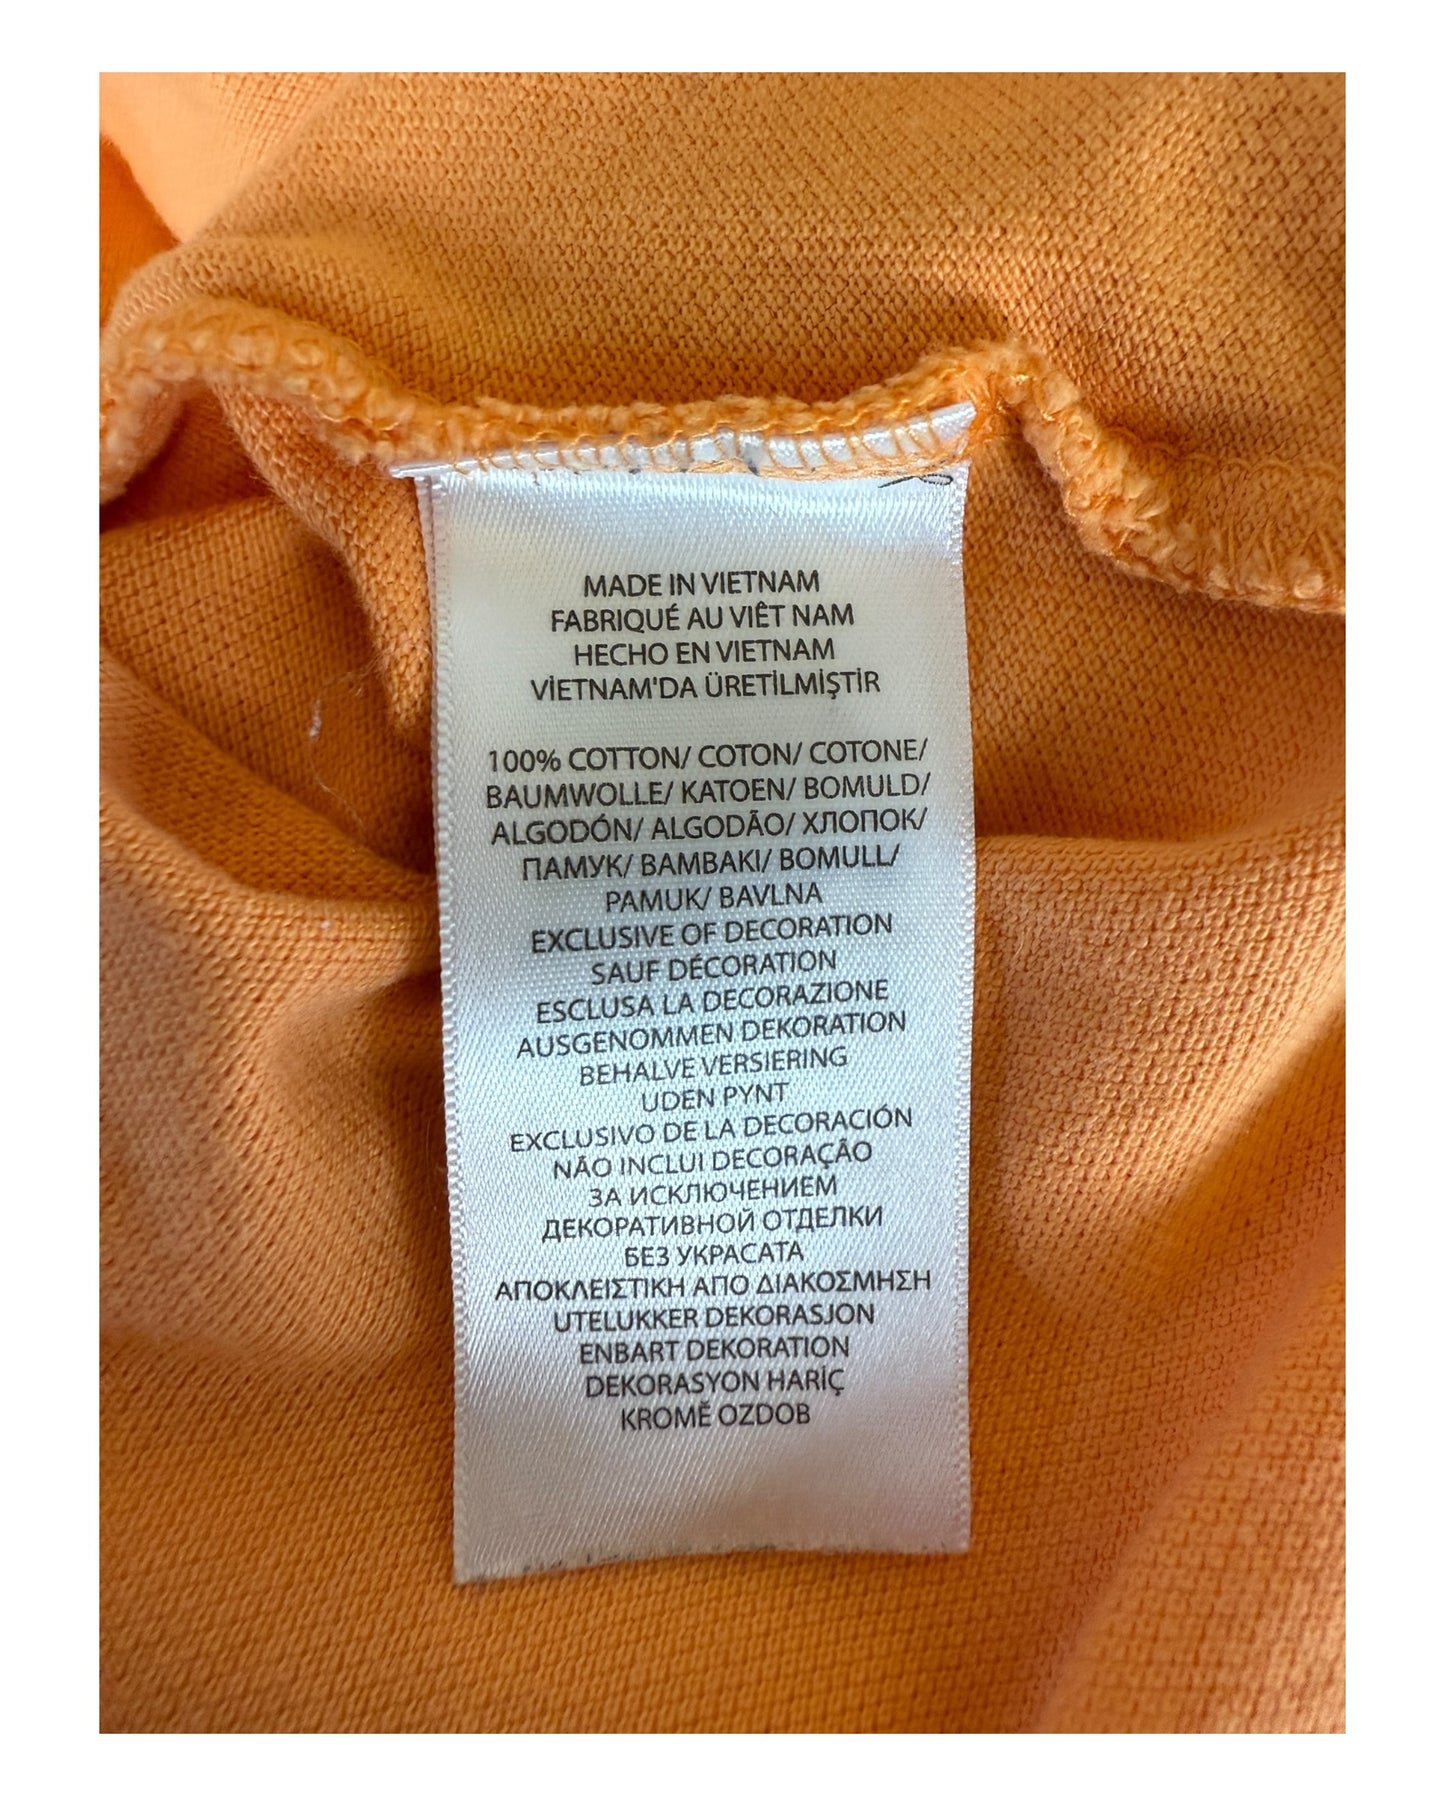 MADE IN VIETNAM
FABRIQUÉ AU VIÊT NAM
HECHO EN VIETNAM
VİETNAM'DA ÜRETİLMİŞTİR
100% COTTON/ COTON/ COTONE/
BAUMWOLLE/ KATOEN/ BOMULD/
ALGODÓN/ ALGODÃO/ ХЛОПОК/
ПАМУК/ BAMBAKI/ BOMULL/
PAMUK/ BAVLNA
EXCLUSIVE OF DECORATION
SAUF DÉCORATION
ESCLUSA LA DECORAZIONE
AUSGENOMMEN DEKORATION
BEHALVE VERSIERING
UDEN PYNT
EXCLUSIVO DE LA DECORACIÓN
NÃO INCLUI DECORAÇÃO
ЗА ИСКЛЮЧЕНИЕМ
ДЕКОРАТИВНОЙ ОТДЕЛКИ
БЕЗ УКРАСАТА
ΑΠΟΚΛΕΙΣΤΙΚΗ ΑΠΟ ΔΙΑΚΟΣΜΗΣΗ
UTELUKKER DEKORASJON
ENBART DEKORATION
DEKORASYON HARİÇ
KROMĚ OZDOB